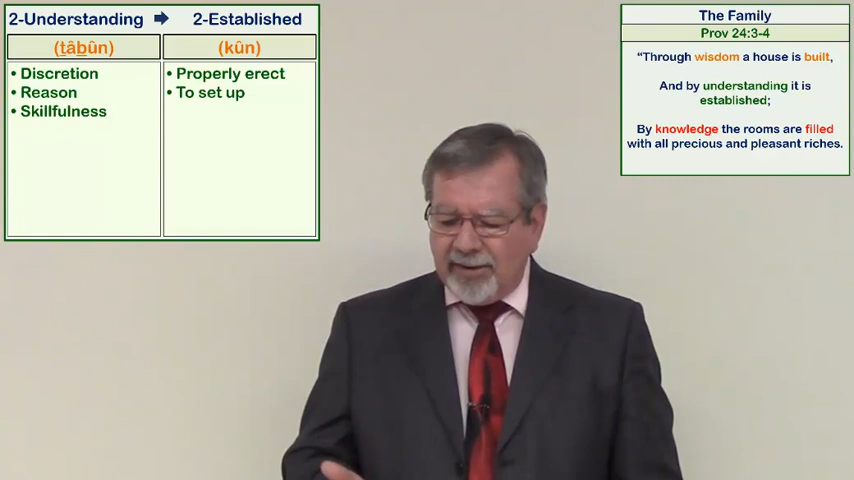 2-Understanding ➡ 2-Established
(tâbûn) (kûn)
• Discretion • Properly erect
• Reason • To set up
• Skillfulness
The Family
Prov 24:3-4
“Through wisdom a house is built,
And by understanding it is
established;
By knowledge the rooms are filled
with all precious and pleasant riches.